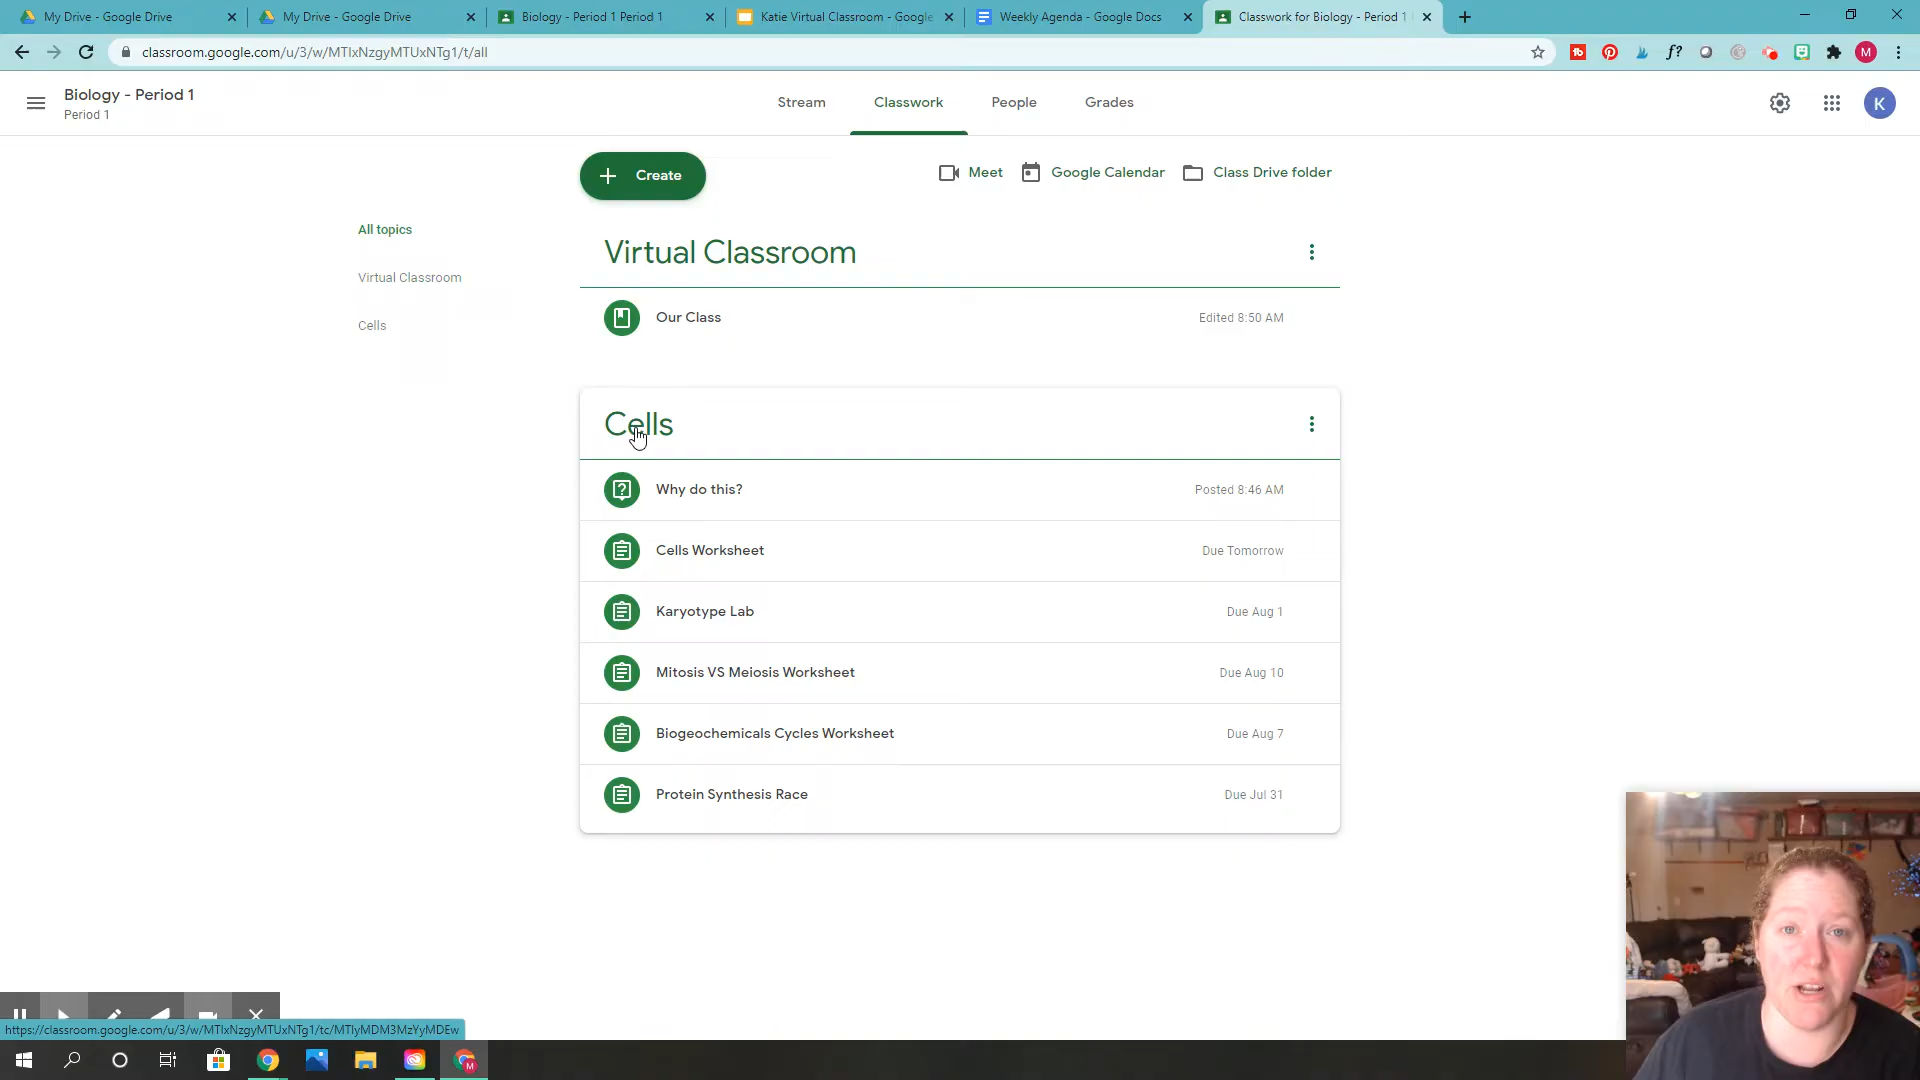 My Drive - Google Drive
My Drive - Google Drive
Biology - Period 1 Period 1
Katie Virtual Classroom - Google
Weekly Agenda - Google Docs
Classwork for Biology - Period 1
classroom.google.com/u/3/w/MTIxNzgyMTUxNTg1/t/all
f?
M
Biology - Period 1
Period 1
Stream
Classwork
People
Grades
K
Create
Meet
Google Calendar
Class Drive folder
All topics
Virtual Classroom
Cells
Virtual Classroom
Our Class
Edited 8:50 AM
Cells
Why do this?
Posted 8:46 AM
Cells Worksheet
Due Tomorrow
Karyotype Lab
Due Aug 1
Mitosis VS Meiosis Worksheet
Due Aug 10
Biogeochemicals Cycles Worksheet
Due Aug 7
Protein Synthesis Race
Due Jul 31
https://classroom.google.com/u/3/w/MTIxNzgyMTUxNTg1/tc/MTIyMDM3MzYyMDEw
M